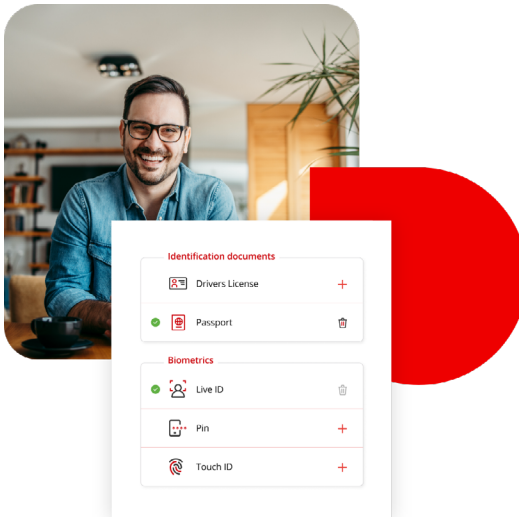 Identification documents
Drivers License
Passport
Biometrics
Live ID
Pin
Touch ID